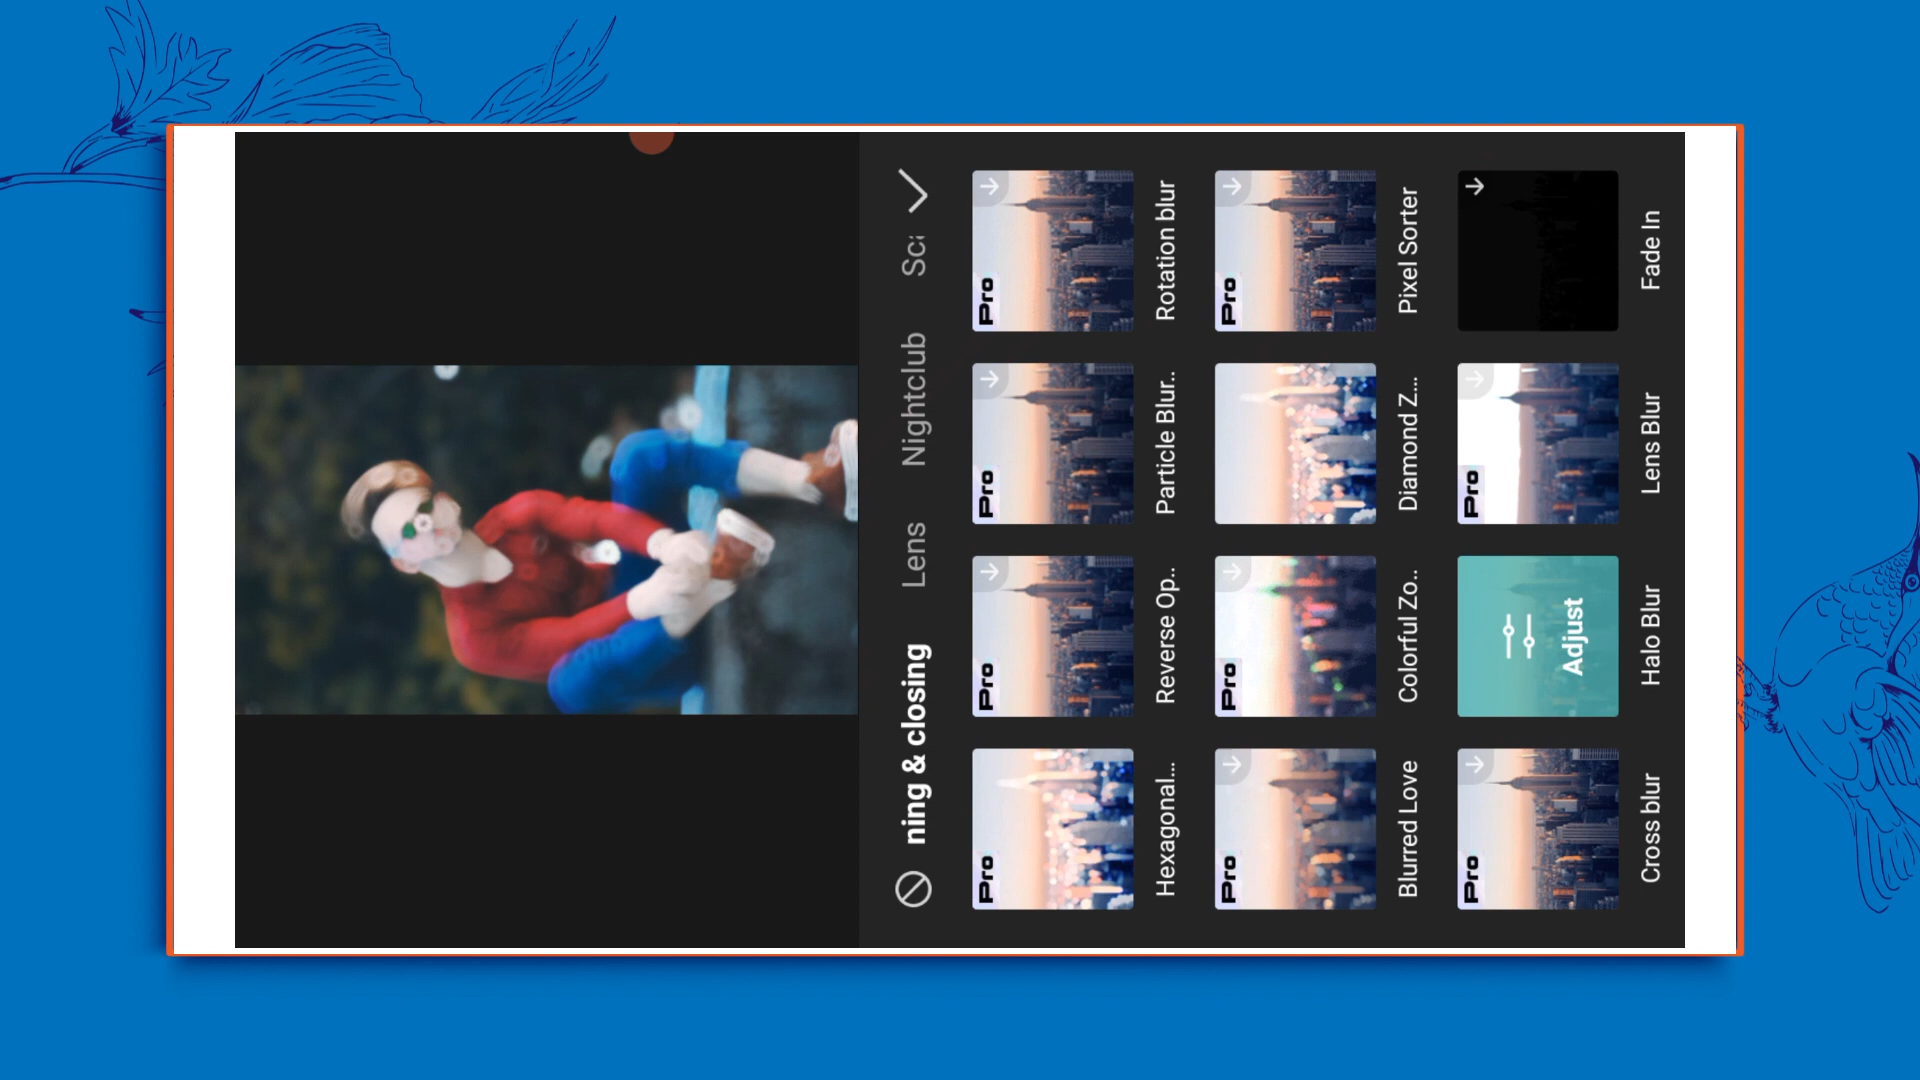 ning & closing
Lens
Nightclub
Sc
Pro
Pro
Pro
Pro
Hexagonal...
Reverse Op..
Particle Blur..
Rotation blur
Pro
Pro
Pro
Blurred Love
Colorful Zo..
Diamond Z...
Pixel Sorter
Pro
Adjust
Pro
Cross blur
Halo Blur
Lens Blur
Fade In